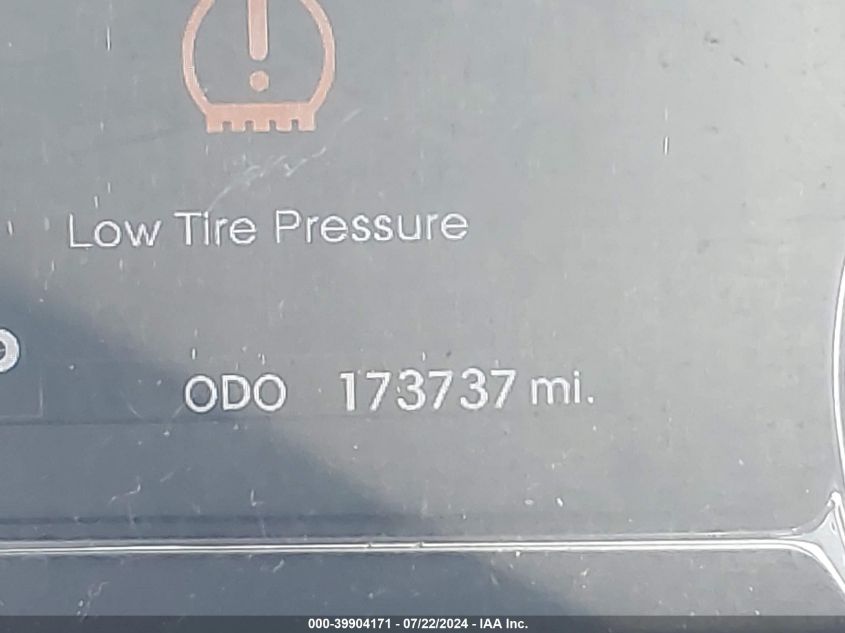 Low Tire Pressure
ODO 173737 mi.
000-39904171 - 07/22/2024 - IAA Inc.